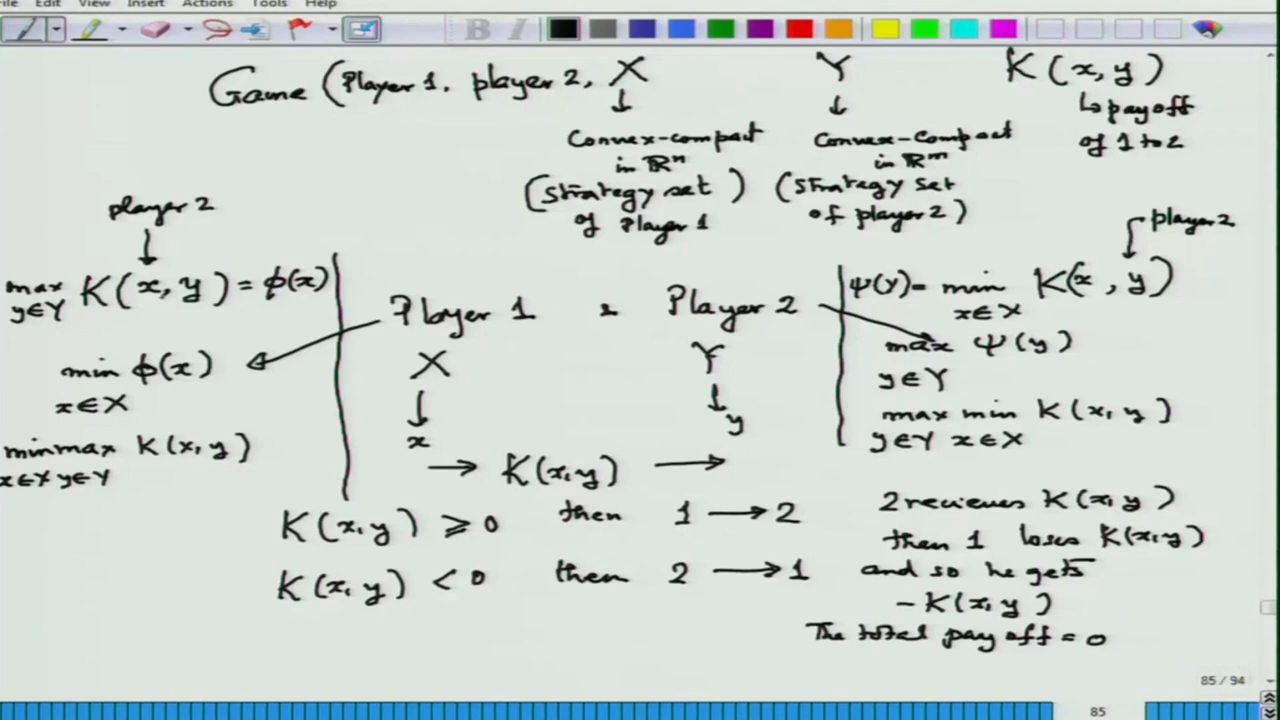 File Edit View Insert Actions Tools Help
B I
Game (Player 1, player 2, X Y K(x,y)
↓ ↓ ↳ payoff
Convex-compact Convex-Compact of 1 to 2
in ℝⁿ in ℝᵐ
(Strategy set) (Strategy set
of Player 1 of player 2)
player 2
↓
max K(x,y) = φ(x)
y∈Y
min φ(x)
x∈X
minmax K(x,y)
x∈X y∈Y
Player 1 & Player 2
X Y
↓ ↓
x y
→ K(x,y) →
K(x,y) ⩾ 0 then 1 → 2
K(x,y) < 0 then 2 → 1
player 2
ψ(y) = min K(x,y)
x∈X
max ψ(y)
y∈Y
max min K(x,y)
y∈Y x∈X
2 recieves K(x,y)
then 1 loses K(x,y)
and so he gets
-K(x,y)
The total pay off = 0
85 / 94
85